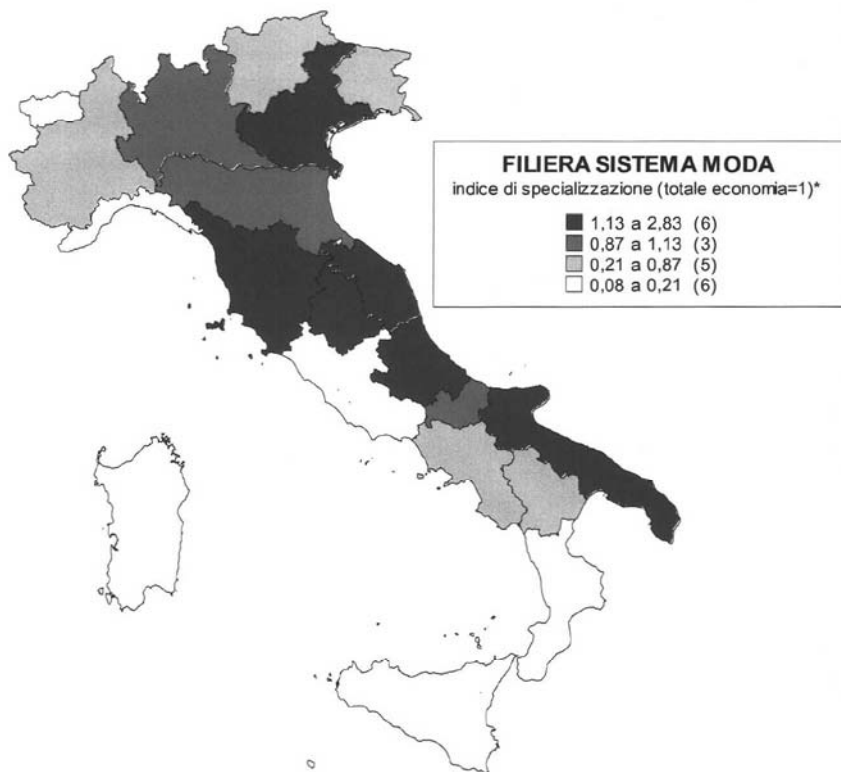 FILIERA SISTEMA MODA
indice di specializzazione (totale economia=1)*
1,13 a 2,83 (6)
0,87 a 1,13 (3)
0,21 a 0,87 (5)
0,08 a 0,21 (6)